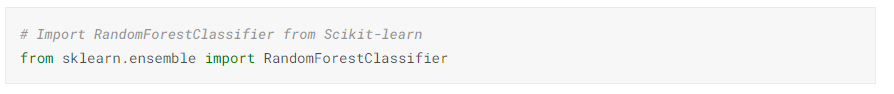 # Import RandomForestClassifier from Scikit-learn
from sklearn.ensemble import RandomForestClassifier